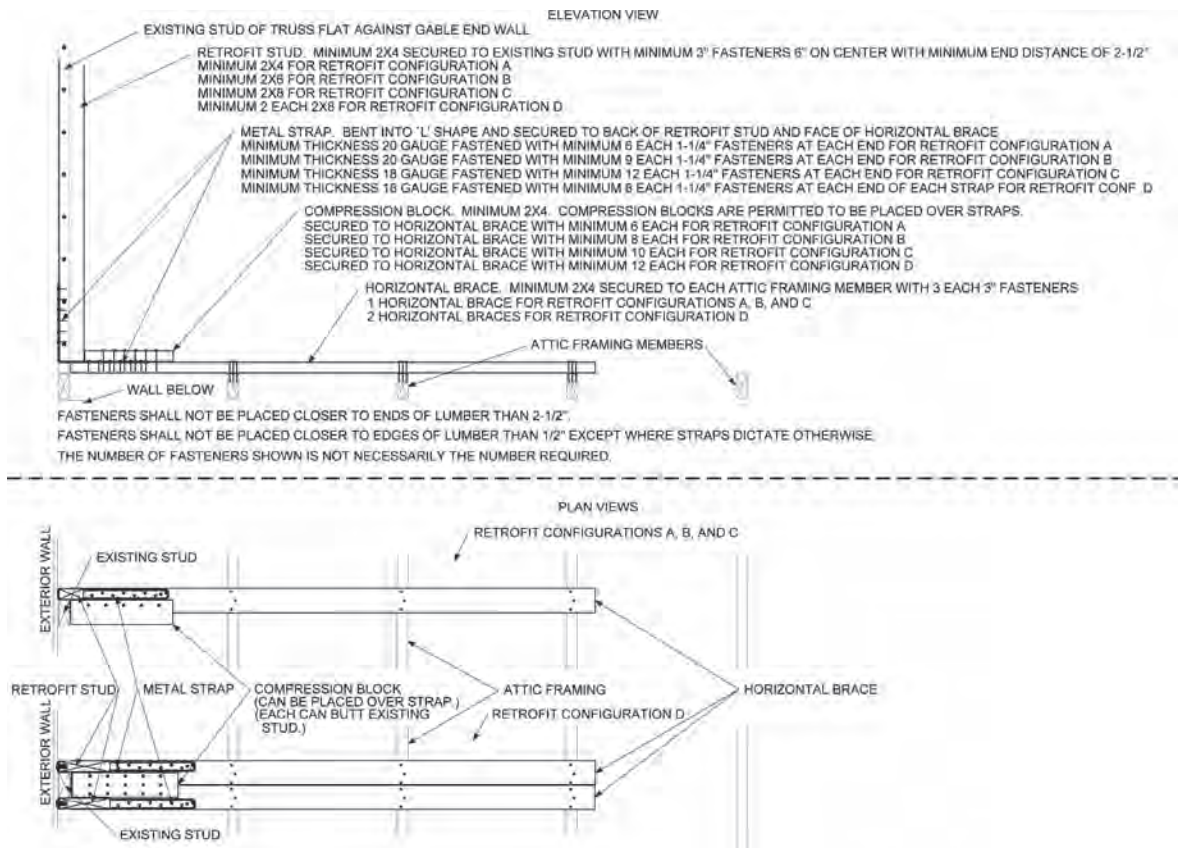 ELEVATION VIEW
EXISTING STUD OF TRUSS FLAT AGAINST GABLE END WALL
RETROFIT STUD. MINIMUM 2X4 SECURED TO EXISTING STUD WITH MINIMUM 3" FASTENERS 6" ON CENTER WITH MINIMUM END DISTANCE OF 2-1/2"
MINIMUM 2X4 FOR RETROFIT CONFIGURATION A
MINIMUM 2X6 FOR RETROFIT CONFIGURATION B
MINIMUM 2X8 FOR RETROFIT CONFIGURATION C
MINIMUM 2 EACH 2X8 FOR RETROFIT CONFIGURATION D
METAL STRAP. BENT INTO 'L' SHAPE AND SECURED TO BACK OF RETROFIT STUD AND FACE OF HORIZONTAL BRACE
MINIMUM THICKNESS 20 GAUGE FASTENED WITH MINIMUM 6 EACH 1-1/4" FASTENERS AT EACH END FOR RETROFIT CONFIGURATION A
MINIMUM THICKNESS 20 GAUGE FASTENED WITH MINIMUM 9 EACH 1-1/4" FASTENERS AT EACH END FOR RETROFIT CONFIGURATION B
MINIMUM THICKNESS 18 GAUGE FASTENED WITH MINIMUM 12 EACH 1-1/4" FASTENERS AT EACH END FOR RETROFIT CONFIGURATION C
MINIMUM THICKNESS 18 GAUGE FASTENED WITH MINIMUM 8 EACH 1-1/4" FASTENERS AT EACH END OF EACH STRAP FOR RETROFIT CONF D
COMPRESSION BLOCK. MINIMUM 2X4. COMPRESSION BLOCKS ARE PERMITTED TO BE PLACED OVER STRAPS.
SECURED TO HORIZONTAL BRACE WITH MINIMUM 6 EACH FOR RETROFIT CONFIGURATION A
SECURED TO HORIZONTAL BRACE WITH MINIMUM 8 EACH FOR RETROFIT CONFIGURATION B
SECURED TO HORIZONTAL BRACE WITH MINIMUM 10 EACH FOR RETROFIT CONFIGURATION C
SECURED TO HORIZONTAL BRACE WITH MINIMUM 12 EACH FOR RETROFIT CONFIGURATION D
HORIZONTAL BRACE. MINIMUM 2X4 SECURED TO EACH ATTIC FRAMING MEMBER WITH 3 EACH 3" FASTENERS
1 HORIZONTAL BRACE FOR RETROFIT CONFIGURATIONS A, B, AND C
2 HORIZONTAL BRACES FOR RETROFIT CONFIGURATION D
ATTIC FRAMING MEMBERS
WALL BELOW
FASTENERS SHALL NOT BE PLACED CLOSER TO ENDS OF LUMBER THAN 2-1/2".
FASTENERS SHALL NOT BE PLACED CLOSER TO EDGES OF LUMBER THAN 1/2" EXCEPT WHERE STRAPS DICTATE OTHERWISE.
THE NUMBER OF FASTENERS SHOWN IS NOT NECESSARILY THE NUMBER REQUIRED.
PLAN VIEWS
RETROFIT CONFIGURATIONS A, B, AND C
EXTERIOR WALL
EXISTING STUD
RETROFIT STUD
METAL STRAP
COMPRESSION BLOCK
(CAN BE PLACED OVER STRAP.)
(EACH CAN BUTT EXISTING
STUD.)
ATTIC FRAMING
HORIZONTAL BRACE
RETROFIT CONFIGURATION D
EXTERIOR WALL
EXISTING STUD